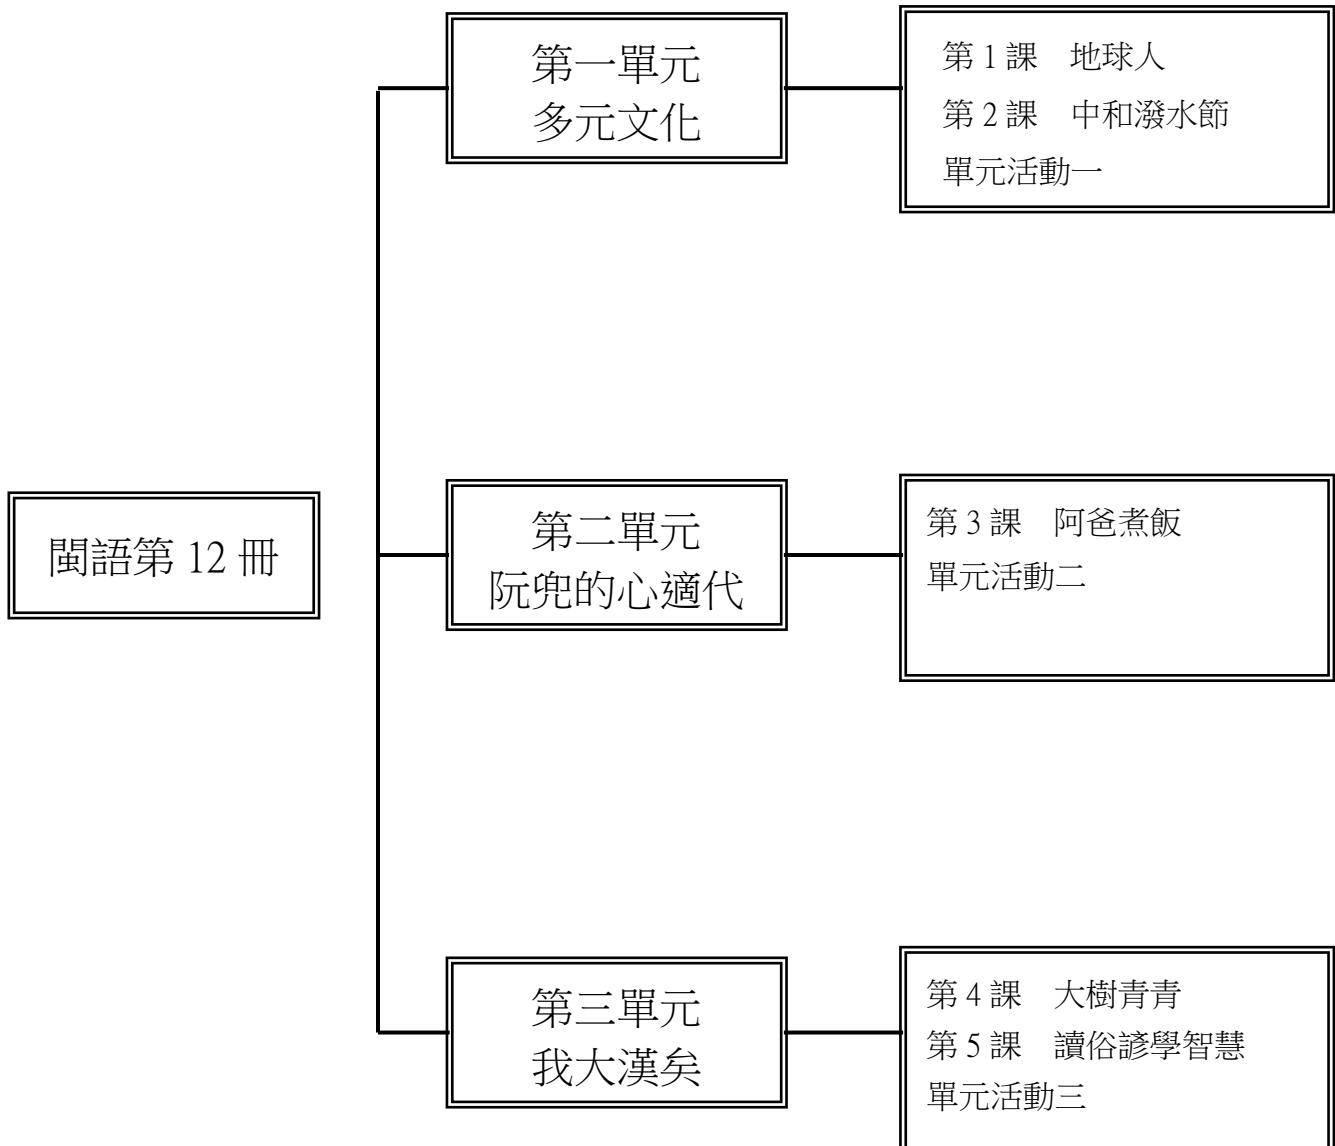 閩語第 12 冊
第一單元
多元文化
第 1 課　地球人
第 2 課　中和潑水節
單元活動一
第二單元
阮兜的心適代
第 3 課　阿爸煮飯
單元活動二
第三單元
我大漢矣
第 4 課　大樹青青
第 5 課　讀俗諺學智慧
單元活動三